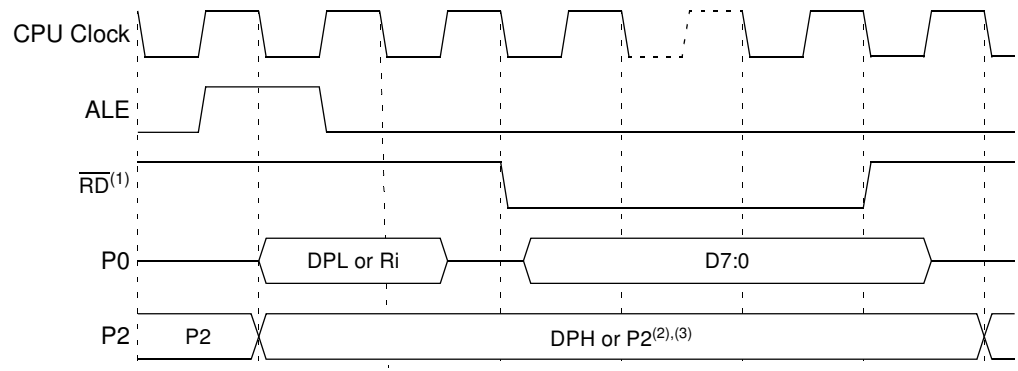 CPU Clock
ALE
RD(1)
P0 DPL or Ri D7:0
P2 P2 DPH or P2(2),(3)